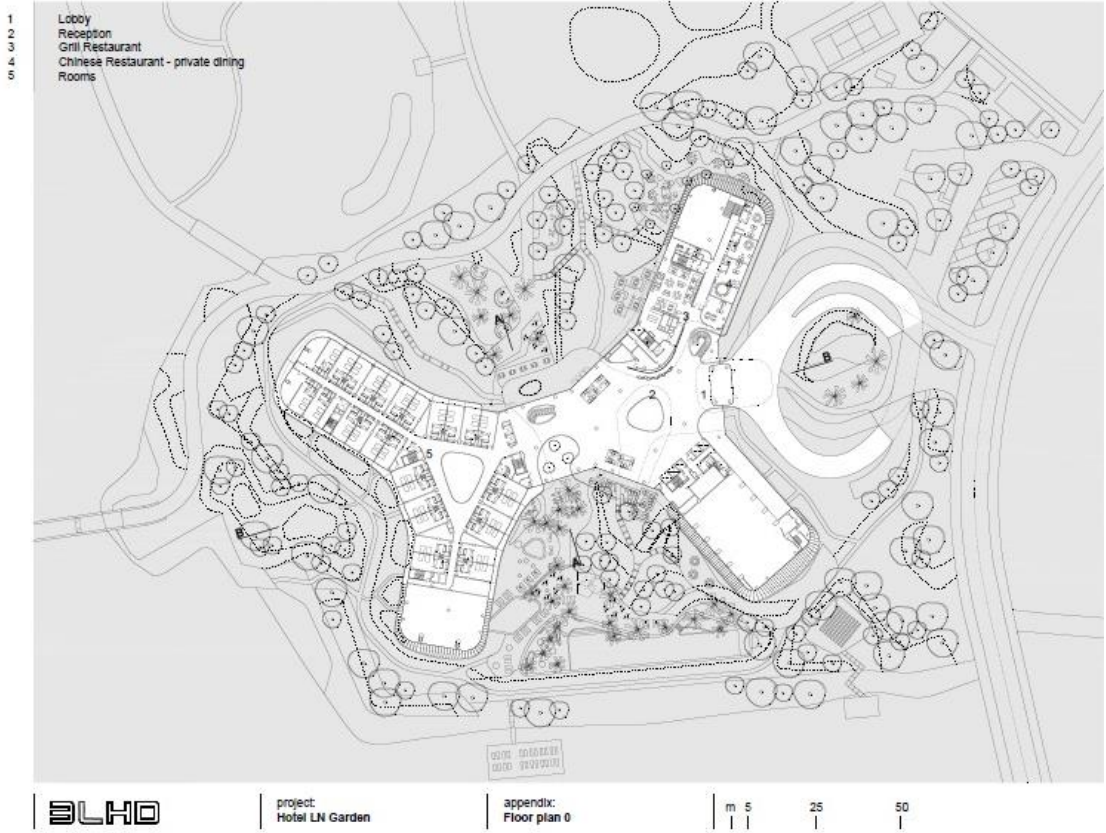 1 Lobby
2 Reception
3 Grill Restaurant
4 Chinese Restaurant - private dining
5 Rooms
A
B
3
4
2
1
5
B
A
3LHD
project:
Hotel LN Garden
appendix:
Floor plan 0
m 5 25 50